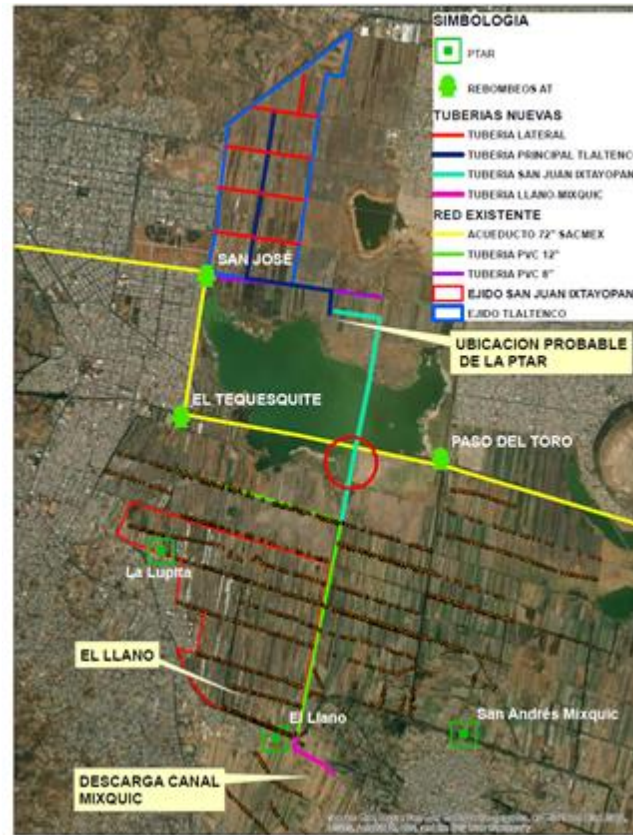 SIMBOLOGIA
PTAR
REBOMBEOS AT
TUBERIAS NUEVAS
TUBERIA LATERAL
TUBERIA PRINCIPAL TLALTENCO
TUBERIA SAN JUAN IXTAYOPAN
TUBERIA LLANO-MIXQUIC
RED EXISTENTE
ACUEDUCTO 72" SACMEX
TUBERIA PVC 12"
TUBERIA PVC 8"
EJIDO SAN JUAN IXTAYOPAN
EJIDO TLALTENCO
SAN JOSE
UBICACION PROBABLE
DE LA PTAR
EL TEQUESQUITE
PASO DEL TORO
La Lupita
EL LLANO
El Llano
San Andrés Mixquic
DESCARGA CANAL
MIXQUIC